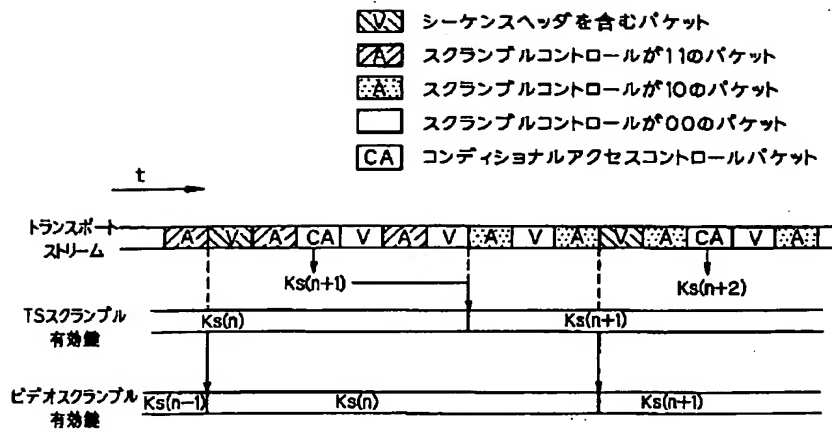 V シーケンスヘッダを含むパケット
A スクランブルコントロールが11のパケット
A スクランブルコントロールが10のパケット
スクランブルコントロールが00のパケット
CA コンディショナルアクセスコントロールパケット
t
トランスポート
ストリーム
A V A CA V A V A V A V A CA V A
Ks(n+1)
Ks(n+2)
TSスクランブル
有効鍵
Ks(n)
Ks(n+1)
ビデオスクランブル
有効鍵
Ks(n-1)
Ks(n)
Ks(n+1)